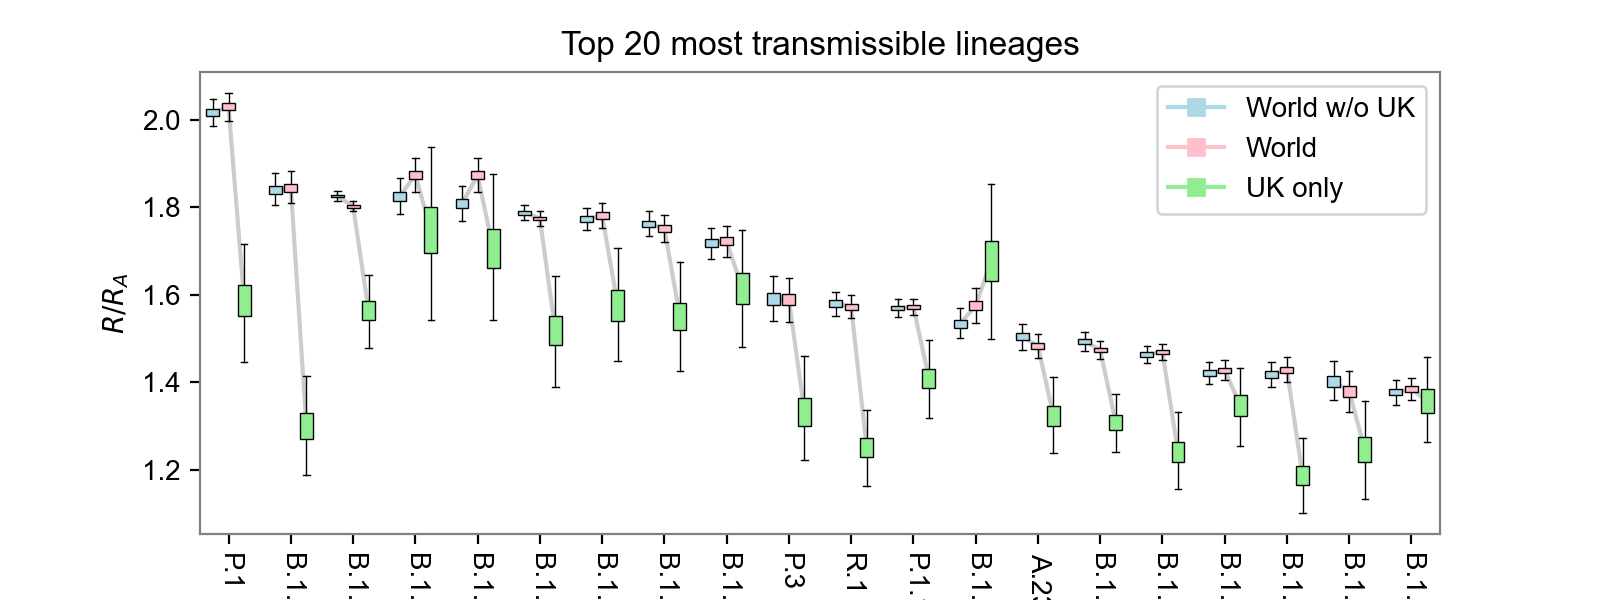 Top 20 most transmissible lineages
World w/o UK
World
UK only
R/R_A
2.0
1.8
1.6
1.4
1.2
P.1
B.1.
B.1.
B.1.
B.1.
B.1.
B.1.
B.1.
B.1.
P.3
R.1
P.1.
B.1.
A.23
B.1.
B.1.
B.1.
B.1.
B.1.
B.1.